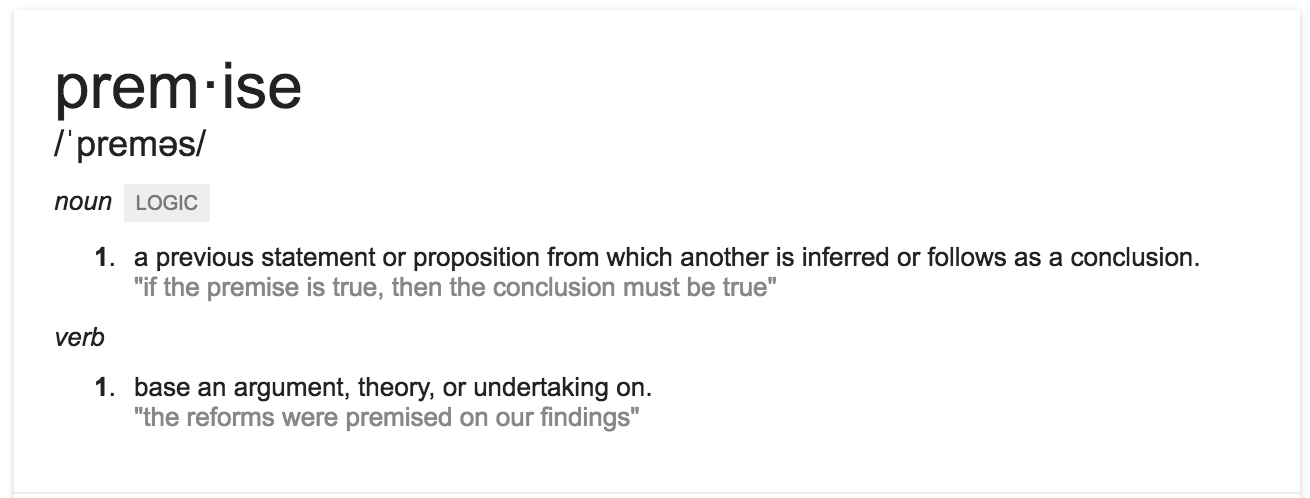 prem·ise
/ˈpreməs/
noun LOGIC
1. a previous statement or proposition from which another is inferred or follows as a conclusion.
"if the premise is true, then the conclusion must be true"
verb
1. base an argument, theory, or undertaking on.
"the reforms were premised on our findings"